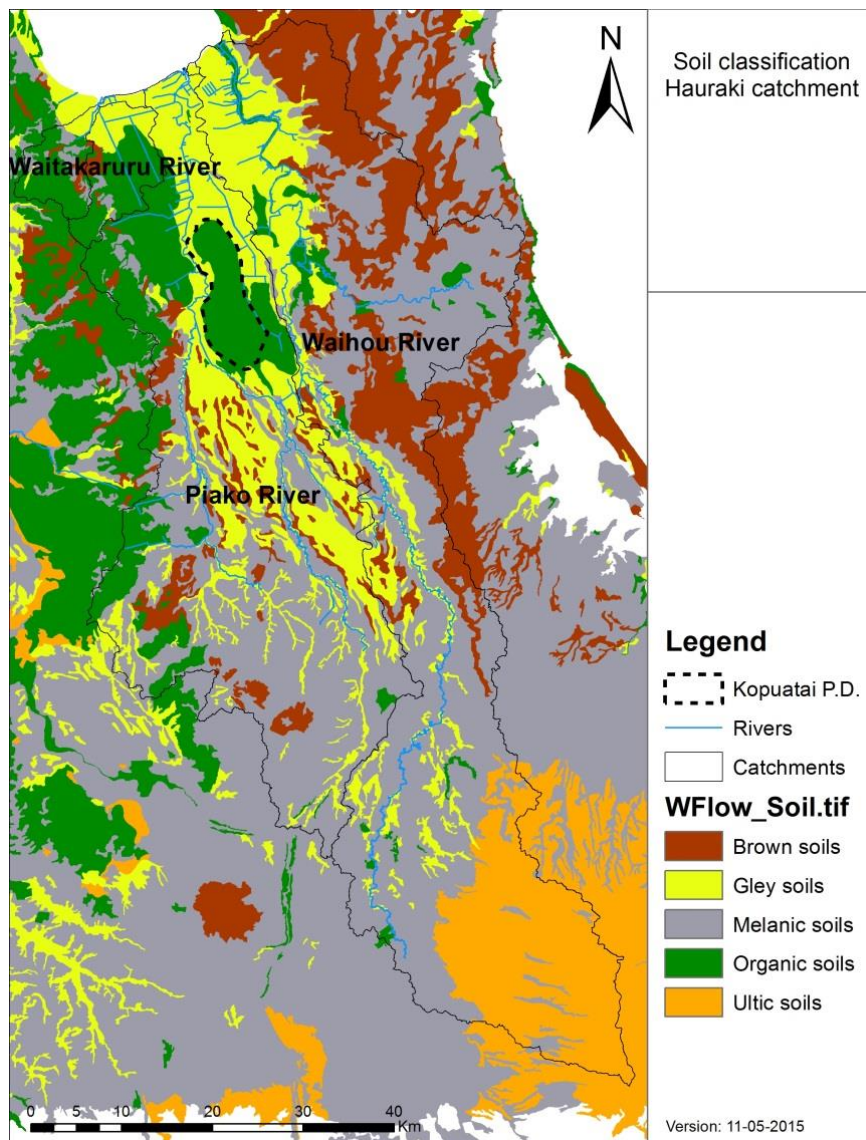 Soil classification
Hauraki catchment
N
Waitakaruru River
Waihou River
Piako River
Legend
Kopuatai P.D.
Rivers
Catchments
WFlow_Soil.tif
Brown soils
Gley soils
Melanic soils
Organic soils
Ultic soils
0 5 10 20 30 40
Km
Version: 11-05-2015